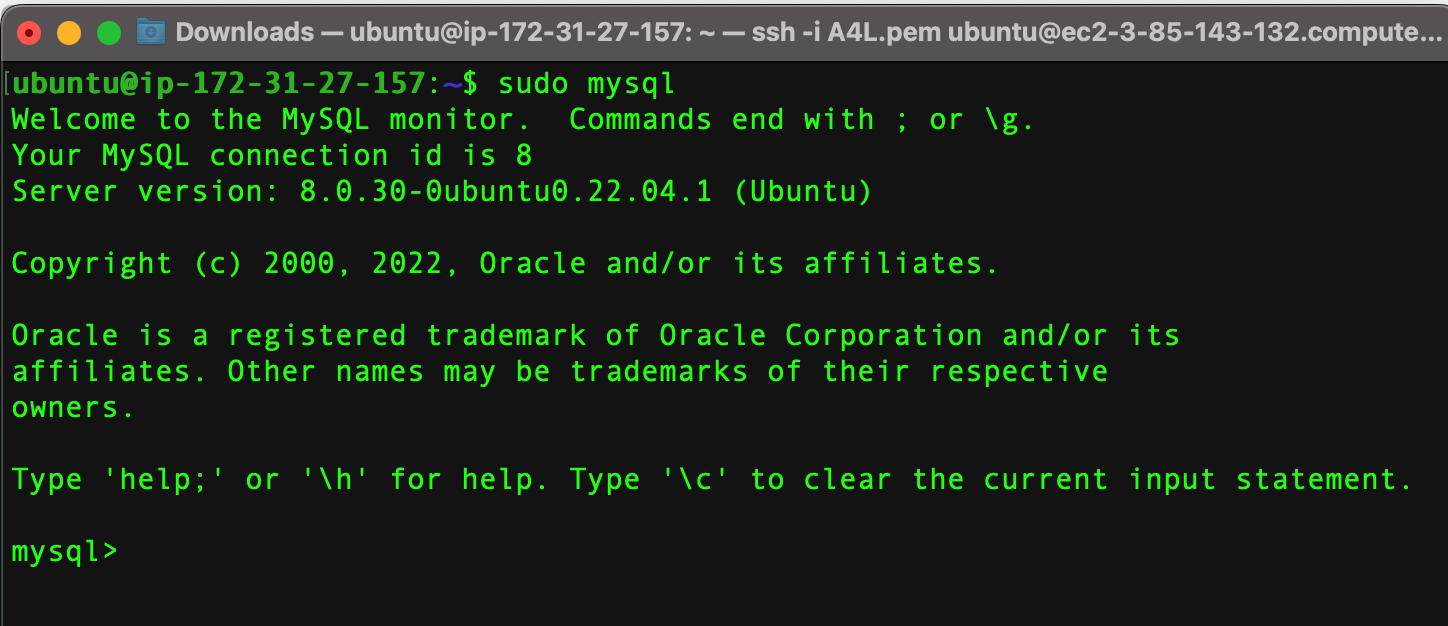 Downloads — ubuntu@ip-172-31-27-157: ~ — ssh -i A4L.pem ubuntu@ec2-3-85-143-132.compute...
[ubuntu@ip-172-31-27-157:~$ sudo mysql
Welcome to the MySQL monitor.  Commands end with ; or \g.
Your MySQL connection id is 8
Server version: 8.0.30-0ubuntu0.22.04.1 (Ubuntu)
Copyright (c) 2000, 2022, Oracle and/or its affiliates.
Oracle is a registered trademark of Oracle Corporation and/or its
affiliates. Other names may be trademarks of their respective
owners.
Type 'help;' or '\h' for help. Type '\c' to clear the current input statement.
mysql>